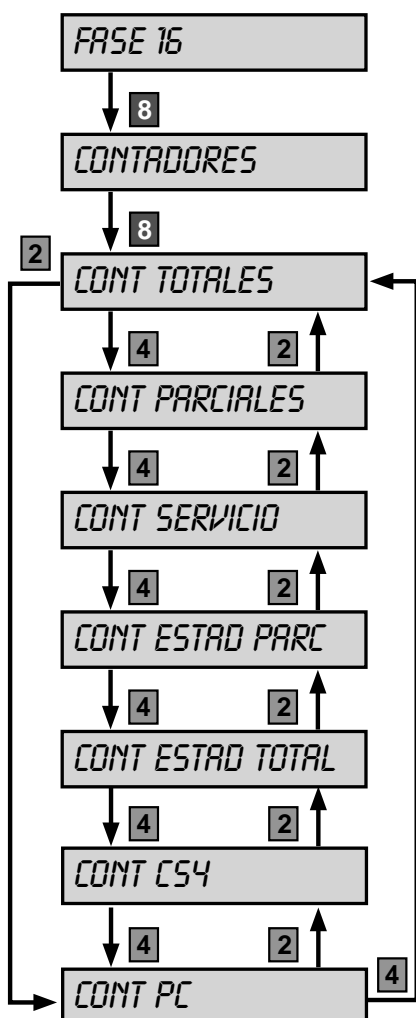 FASE 16
8
CONTADORES
8
2
CONT TOTALES
4 2
CONT PARCIALES
4 2
CONT SERVICIO
4 2
CONT ESTAD PARC
4 2
CONT ESTAD TOTAL
4 2
CONT CS4
4 2
4
CONT PC